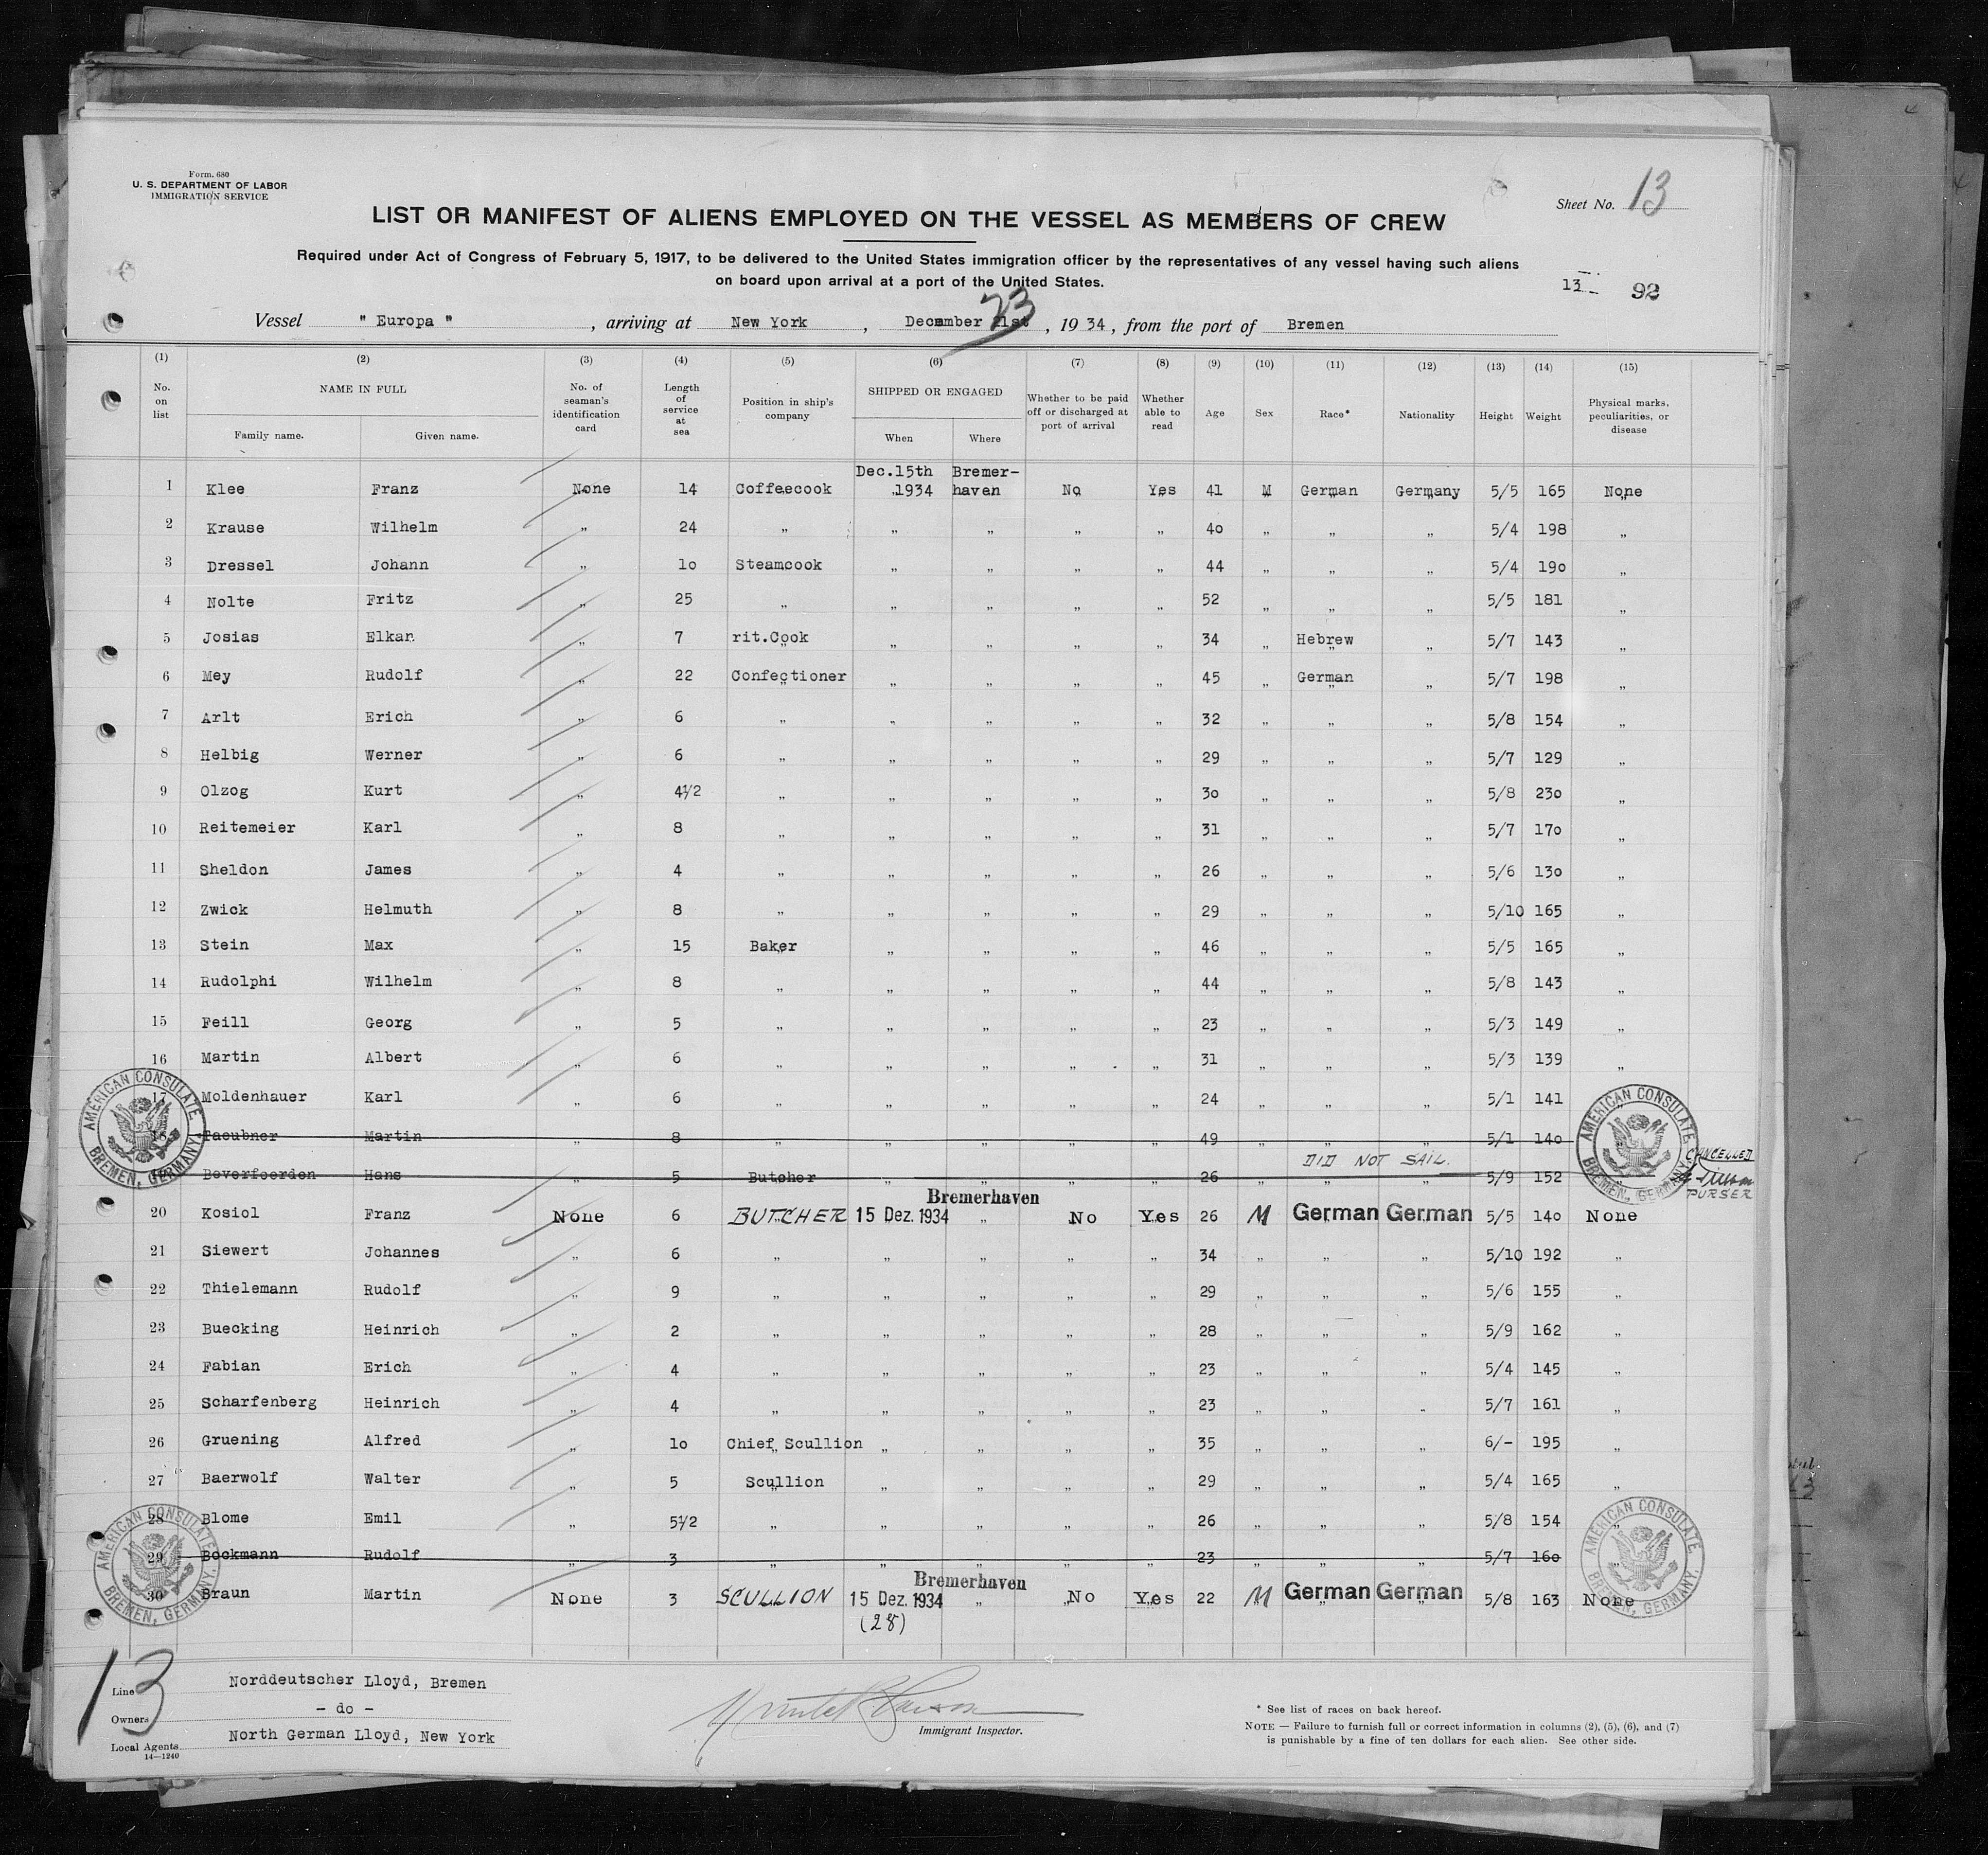 Form. 680
U. S. DEPARTMENT OF LABOR
IMMIGRATION SERVICE
Sheet No. 13
LIST OR MANIFEST OF ALIENS EMPLOYED ON THE VESSEL AS MEMBERS OF CREW
Required under Act of Congress of February 5, 1917, to be delivered to the United States immigration officer by the representatives of any vessel having such aliens
on board upon arrival at a port of the United States.
13 92
Vessel " Europa " , arriving at New York , December 21st 23 , 19 34 , from the port of Bremen
(1) (2) (3) (4) (5) (6) (7) (8) (9) (10) (11) (12) (13) (14) (15)
No. on list NAME IN FULL Family name. Given name. No. of seaman's identification card Length of service at sea Position in ship's company SHIPPED OR ENGAGED When Where Whether to be paid off or discharged at port of arrival Whether able to read Age Sex Race* Nationality Height Weight Physical marks, peculiarities, or disease
Dec.15th Bremer-
1 Klee Franz None 14 Coffeecook 1934 haven No Yes 41 M German Germany 5/5 165 None
2 Krause Wilhelm „ 24 „ „ „ „ „ 40 „ „ „ 5/4 198 „
3 Dressel Johann „ 10 Steamcook „ „ „ „ 44 „ „ „ 5/4 190 „
4 Nolte Fritz „ 25 „ „ „ „ „ 52 „ „ „ 5/5 181 „
5 Josias Elkan „ 7 rit.Cook „ „ „ „ 34 „ Hebrew „ 5/7 143 „
6 Mey Rudolf „ 22 Confectioner „ „ „ „ 45 „ German „ 5/7 198 „
7 Arlt Erich „ 6 „ „ „ „ „ 32 „ „ „ 5/8 154 „
8 Helbig Werner „ 6 „ „ „ „ „ 29 „ „ „ 5/7 129 „
9 Olzog Kurt „ 4½ „ „ „ „ „ 30 „ „ „ 5/8 230 „
10 Reitemeier Karl „ 8 „ „ „ „ „ 31 „ „ „ 5/7 170 „
11 Sheldon James „ 4 „ „ „ „ „ 26 „ „ „ 5/6 130 „
12 Zwick Helmuth „ 8 „ „ „ „ „ 29 „ „ „ 5/10 165 „
13 Stein Max „ 15 Baker „ „ „ „ 46 „ „ „ 5/5 165 „
14 Rudolphi Wilhelm „ 8 „ „ „ „ „ 44 „ „ „ 5/8 143 „
15 Feill Georg „ 5 „ „ „ „ „ 23 „ „ „ 5/3 149 „
16 Martin Albert „ 6 „ „ „ „ „ 31 „ „ „ 5/3 139 „
17 Moldenhauer Karl „ 6 „ „ „ „ „ 24 „ „ „ 5/1 141 „
18 Taeubner Martin „ 8 „ „ „ „ „ 49 „ „ „ 5/1 140 „
DID NOT SAIL. CANCELLED
19 Beverfoerden Hans „ 5 Butcher „ „ „ „ 26 „ „ „ 5/9 152 „
PURSER
Bremerhaven
20 Kosiol Franz None 6 BUTCHER 15 Dez. 1934 „ No Yes 26 M German German 5/5 140 None
21 Siewert Johannes „ 6 „ „ „ „ „ 34 „ „ „ 5/10 192 „
22 Thielemann Rudolf „ 9 „ „ „ „ „ 29 „ „ „ 5/6 155 „
23 Buecking Heinrich „ 2 „ „ „ „ „ 28 „ „ „ 5/9 162 „
24 Fabian Erich „ 4 „ „ „ „ „ 23 „ „ „ 5/4 145 „
25 Scharfenberg Heinrich „ 4 „ „ „ „ „ 23 „ „ „ 5/7 161 „
26 Gruening Alfred „ 10 Chief Scullion „ „ „ „ 35 „ „ „ 6/- 195 „
27 Baerwolf Walter „ 5 Scullion „ „ „ „ 29 „ „ „ 5/4 165 „
28 Blome Emil „ 5½ „ „ „ „ „ 26 „ „ „ 5/8 154 „
29 Bockmann Rudolf „ 3 „ „ „ „ „ 23 „ „ „ 5/7 160 „
Bremerhaven
30 Braun Martin None 3 SCULLION 15 Dez. 1934 „ No Yes 22 M German German 5/8 163 None
(28)
AMERICAN CONSULATE BREMEN, GERMANY.
AMERICAN CONSULATE BREMEN, GERMANY.
AMERICAN CONSULATE BREMEN, GERMANY.
AMERICAN CONSULATE BREMEN, GERMANY.
13
Line Norddeutscher Lloyd, Bremen
Owners - do -
Local Agents North German Lloyd, New York
14—1240
Immigrant Inspector.
* See list of races on back hereof.
NOTE — Failure to furnish full or correct information in columns (2), (5), (6), and (7)
is punishable by a fine of ten dollars for each alien. See other side.